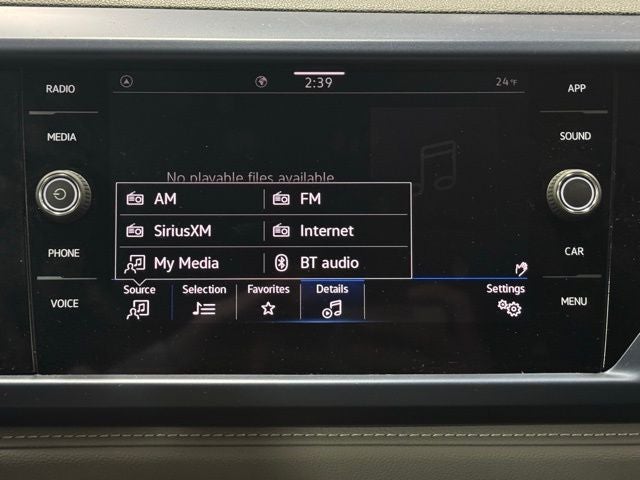 RADIO
MEDIA
PHONE
VOICE
2:39
24°F
No playable files available
AM
FM
SiriusXM
Internet
My Media
BT audio
Source
Selection
Favorites
Details
Settings
APP
SOUND
CAR
MENU